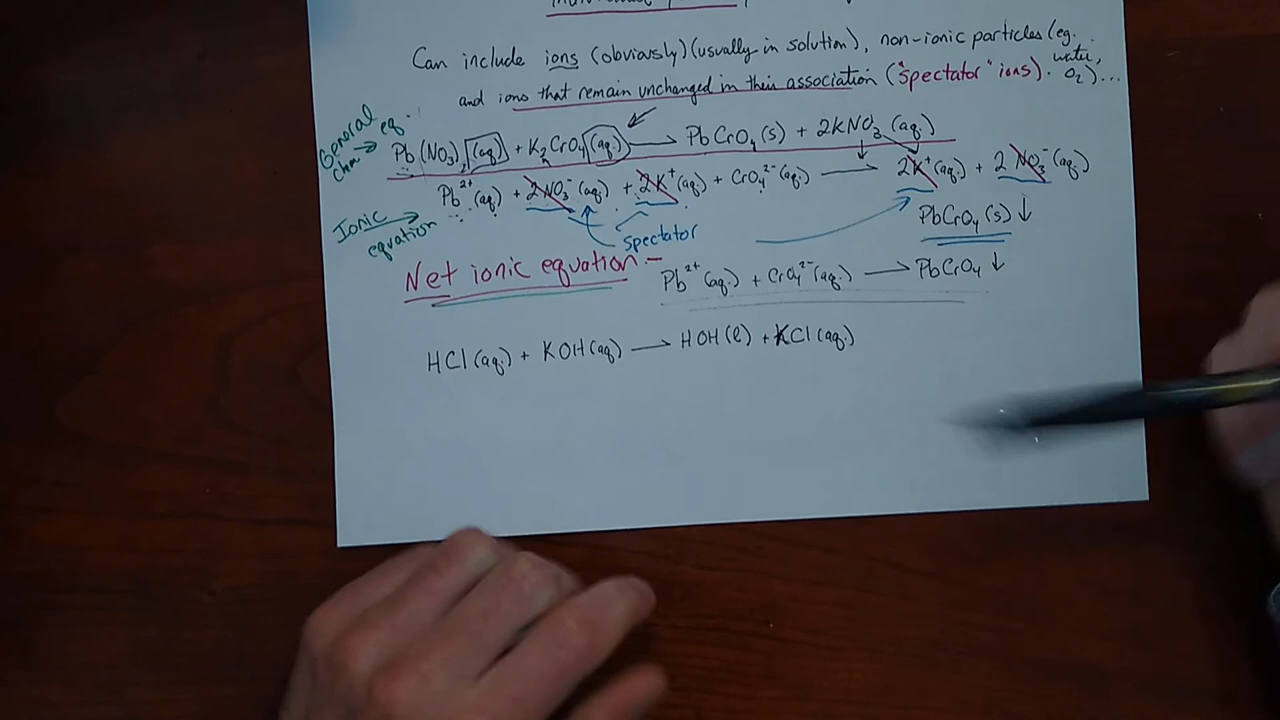 Can include ions (obviously) (usually in solution), non-ionic particles (eg. water, O₂)...
and ions that remain unchanged in their association ("spectator" ions).
General chm eq.
Pb(NO₃)₂(aq.) + K₂CrO₄(aq.) → PbCrO₄(s) + 2KNO₃(aq.)
Ionic equation
Pb²⁺(aq.) + 2NO₃⁻(aq.) + 2K⁺(aq.) + CrO₄²⁻(aq.) → 2K⁺(aq.) + 2NO₃⁻(aq.)
PbCrO₄(s)↓
spectator
Net ionic equation –
Pb²⁺(aq.) + CrO₄²⁻(aq.) → PbCrO₄↓
HCl(aq.) + KOH(aq) → HOH(l) + KCl(aq.)